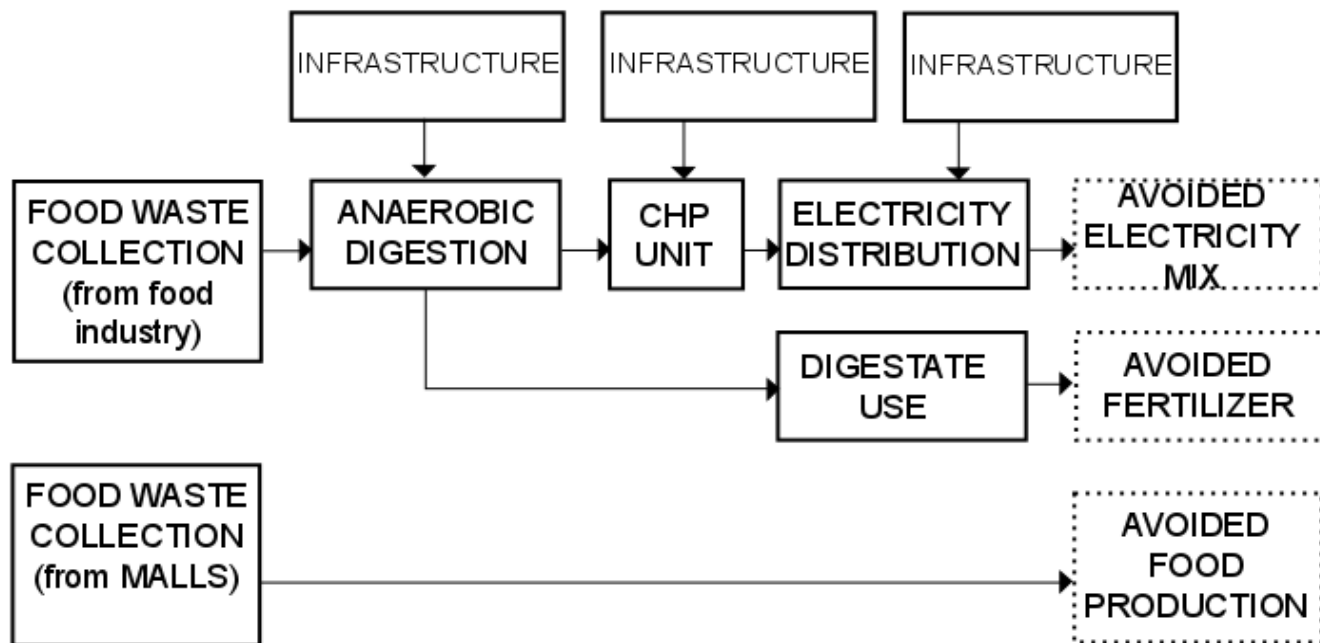 INFRASTRUCTURE
INFRASTRUCTURE
INFRASTRUCTURE
FOOD WASTE
COLLECTION
(from food
industry)
ANAEROBIC
DIGESTION
CHP
UNIT
ELECTRICITY
DISTRIBUTION
AVOIDED
ELECTRICITY
MIX
DIGESTATE
USE
AVOIDED
FERTILIZER
FOOD WASTE
COLLECTION
(from MALLS)
AVOIDED
FOOD
PRODUCTION